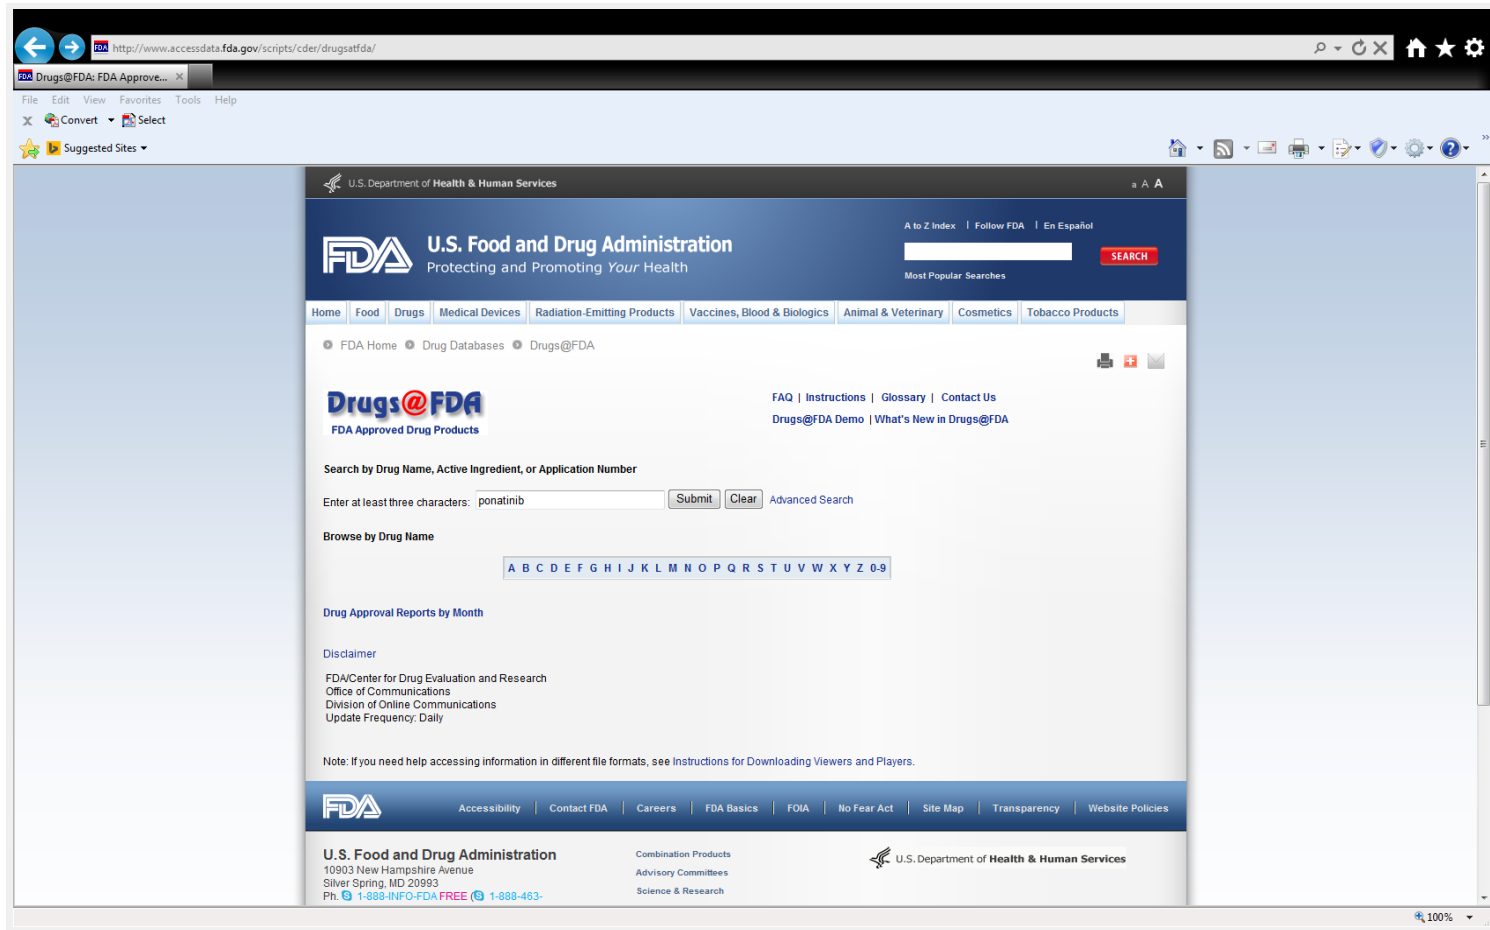 http://www.accessdata.fda.gov/scripts/cder/drugsatfda/
FDA Drugs@FDA: FDA Approve...
File Edit View Favorites Tools Help
x Convert Select
Suggested Sites
U.S. Department of Health & Human Services
a A A
A to Z Index | Follow FDA | En Español
FDA U.S. Food and Drug Administration
Protecting and Promoting Your Health
SEARCH
Most Popular Searches
Home Food Drugs Medical Devices Radiation-Emitting Products Vaccines, Blood & Biologics Animal & Veterinary Cosmetics Tobacco Products
FDA Home Drug Databases Drugs@FDA
Drugs@FDA
FDA Approved Drug Products
FAQ | Instructions | Glossary | Contact Us
Drugs@FDA Demo | What's New in Drugs@FDA
Search by Drug Name, Active Ingredient, or Application Number
Enter at least three characters: ponatinib Submit Clear Advanced Search
Browse by Drug Name
A B C D E F G H I J K L M N O P Q R S T U V W X Y Z 0-9
Drug Approval Reports by Month
Disclaimer
FDA/Center for Drug Evaluation and Research
Office of Communications
Division of Online Communications
Update Frequency: Daily
Note: If you need help accessing information in different file formats, see Instructions for Downloading Viewers and Players.
FDA Accessibility | Contact FDA | Careers | FDA Basics | FOIA | No Fear Act | Site Map | Transparency | Website Policies
U.S. Food and Drug Administration
10903 New Hampshire Avenue
Silver Spring, MD 20993
Ph. 1-888-INFO-FDA FREE ( 1-888-463-
Combination Products
Advisory Committees
Science & Research
U.S. Department of Health & Human Services
100%